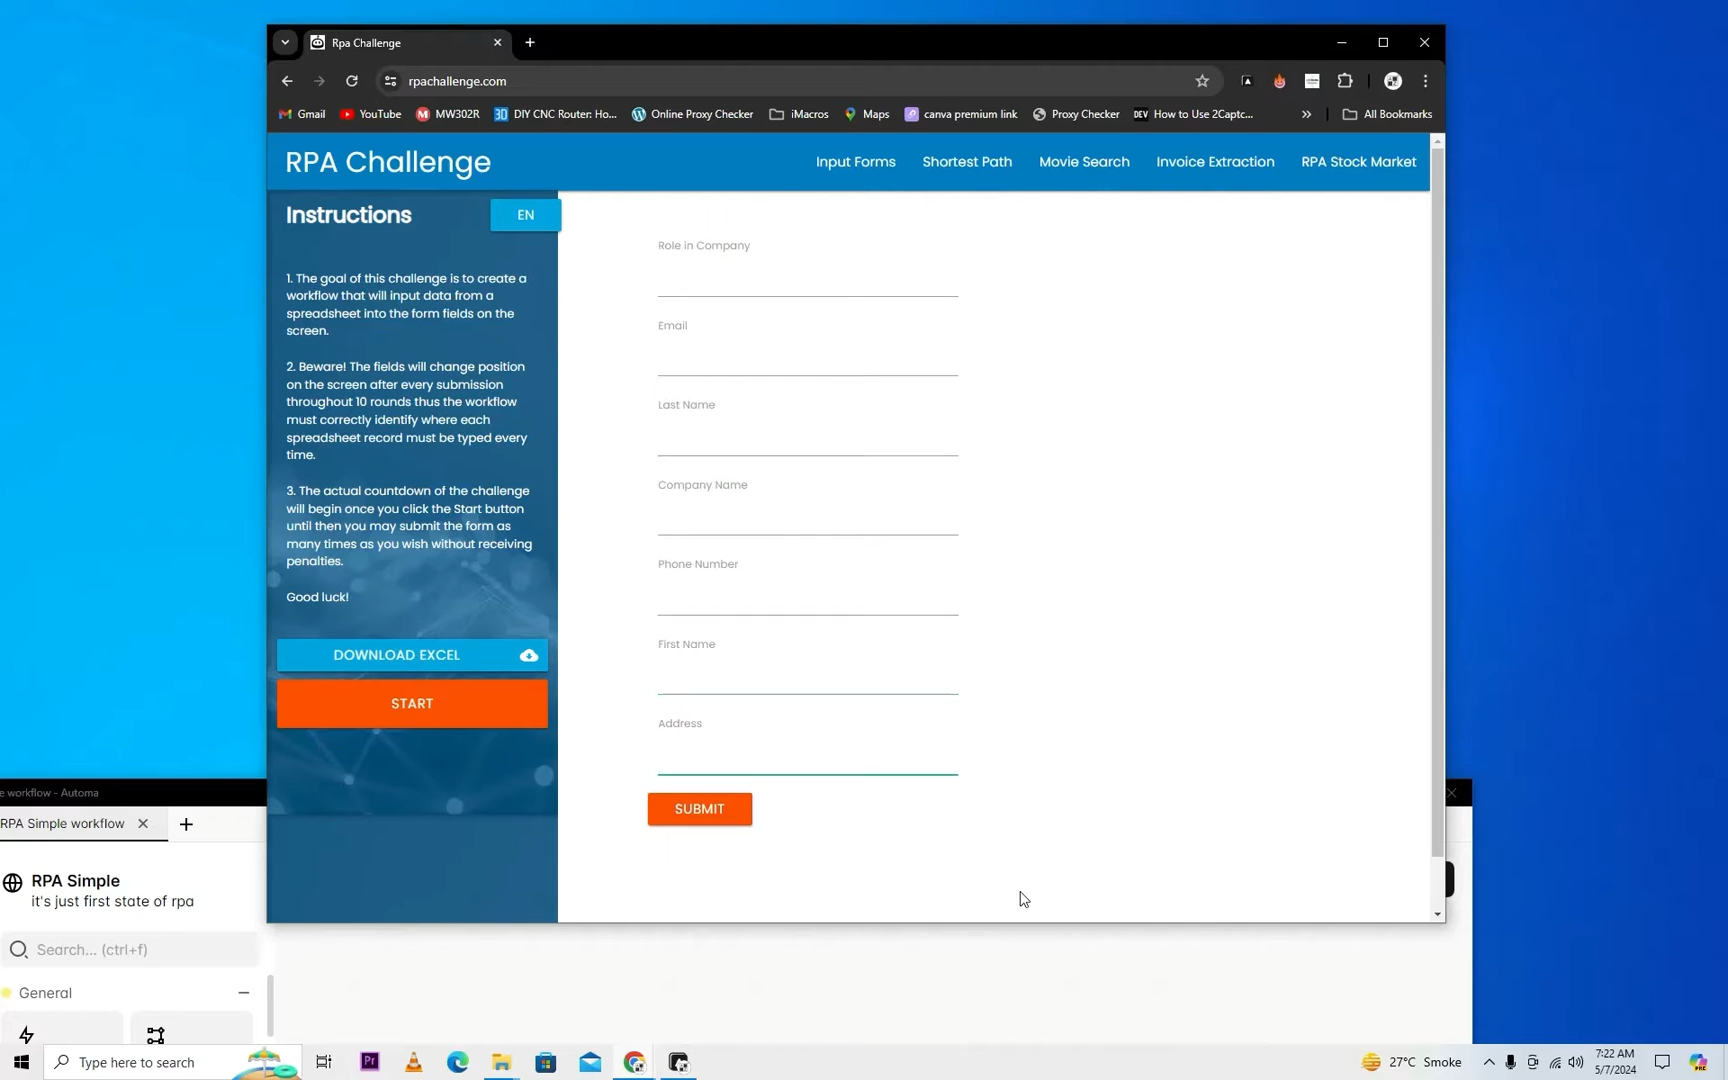 Rpa Challenge
rpachallenge.com
Gmail
YouTube
MW302R
DIY CNC Router: Ho...
Online Proxy Checker
iMacros
Maps
canva premium link
Proxy Checker
DEV
How to Use 2Captc...
All Bookmarks
RPA Challenge
Input Forms
Shortest Path
Movie Search
Invoice Extraction
RPA Stock Market
Instructions
EN
1. The goal of this challenge is to create a
workflow that will input data from a
spreadsheet into the form fields on the
screen.
2. Beware! The fields will change position
on the screen after every submission
throughout 10 rounds thus the workflow
must correctly identify where each
spreadsheet record must be typed every
time.
3. The actual countdown of the challenge
will begin once you click the Start button
until then you may submit the form as
many times as you wish without receiving
penalties.
Good luck!
DOWNLOAD EXCEL
START
Role in Company
Email
Last Name
Company Name
Phone Number
First Name
Address
SUBMIT
e workflow - Automa
RPA Simple workflow
RPA Simple
it's just first state of rpa
Search... (ctrl+f)
General
Type here to search
Pr
27°C Smoke
7:22 AM
5/7/2024
PRE